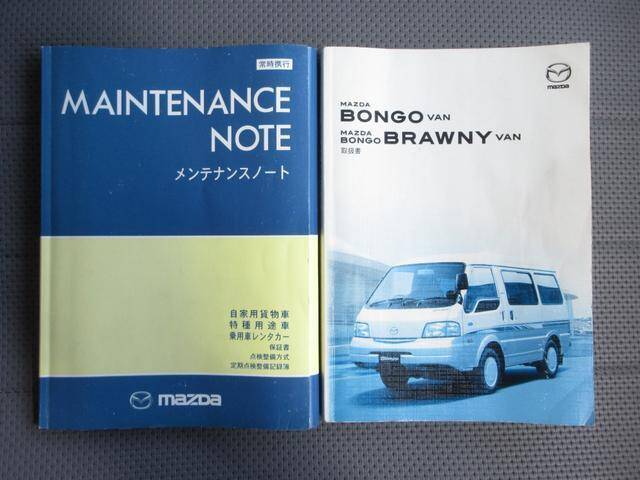 常時携行
MAINTENANCE
NOTE
メンテナンスノート
自家用貨物車
特種用途車
乗用車レンタカー
保証書
点検整備方式
定期点検整備記録簿
mazda
mazda
MAZDA
BONGO VAN
MAZDA
BONGO BRAWNY VAN
取扱書